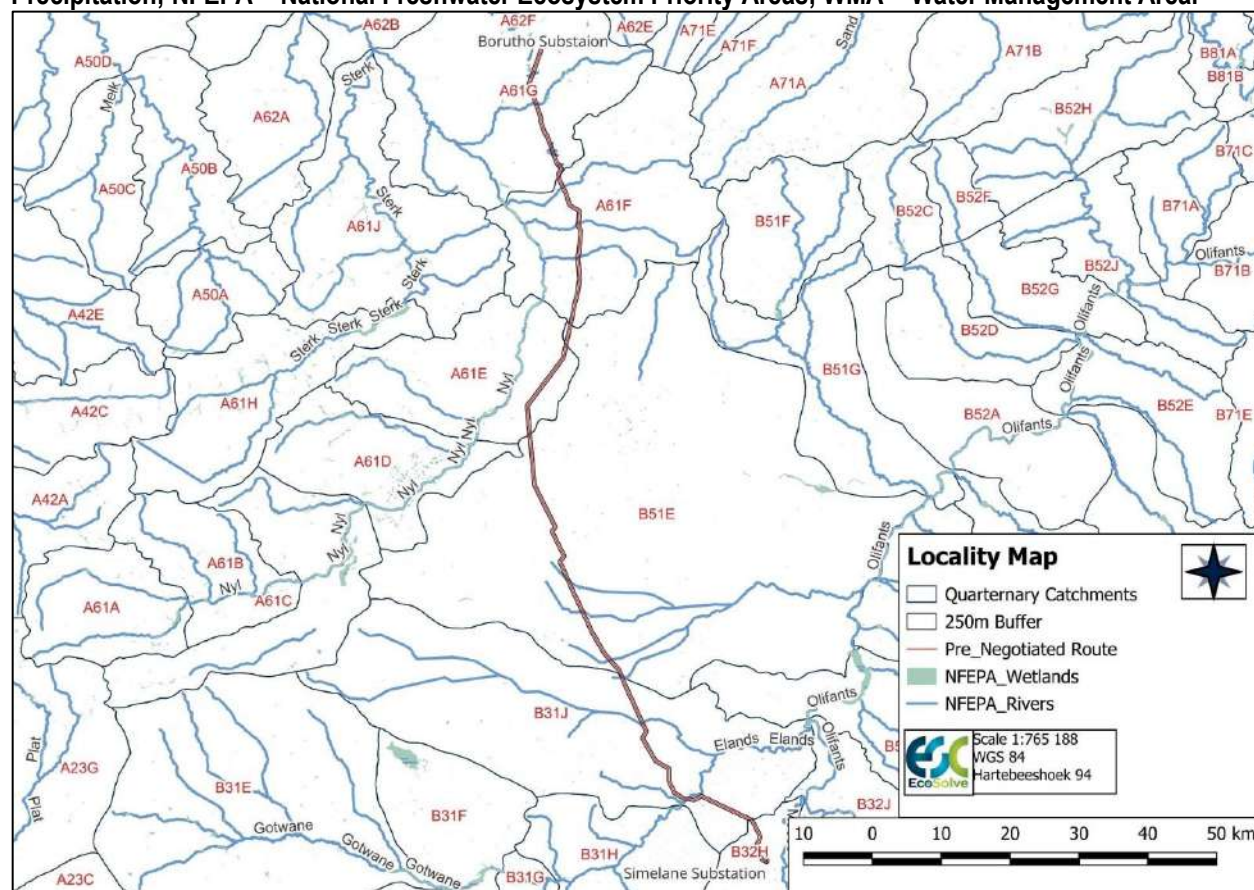 Precipitation, NFEPA = National Freshwater Ecosystem Priority Areas, WMA = Water Management Area.
A62B
A62F
A62E
A71E
A71F
Sand
A71B
B81A
B81B
A50D
Borutho Substaion
Sterk
A61G
A71A
B52H
Melk
A62A
A50B
A50C
B71C
Sterk
A61J
A61F
B51F
B52C
B52F
B71A
Olifants
B71B
A50A
Sterk
B52J
B52G
A42E
Sterk
Sterk
Sterk
Olifants
B52D
A61E
Nyl
B51G
Olifants
A42C
A61H
B52A
B52E
B71E
Nyl
Nyl
Olifants
A61D
Nyl
A42A
Nyl
B51E
Nyl
Olifants
A61B
Nyl
A61C
A61A
Locality Map
Quarternary Catchments
250m Buffer
Pre_Negotiated Route
NFEPA_Wetlands
NFEPA_Rivers
ESC
EcoSolve
Scale 1:765 188
WGS 84
Hartebeeshoek 94
Olifants
B31J
Elands
Elands
Olifants
Plat
A23G
Plat
B31E
B31F
B32J
Gotwane
Gotwane
Gotwane
B31H
B32H
B31G
A23C
Simelane Substation
10 0 10 20 30 40 50 km